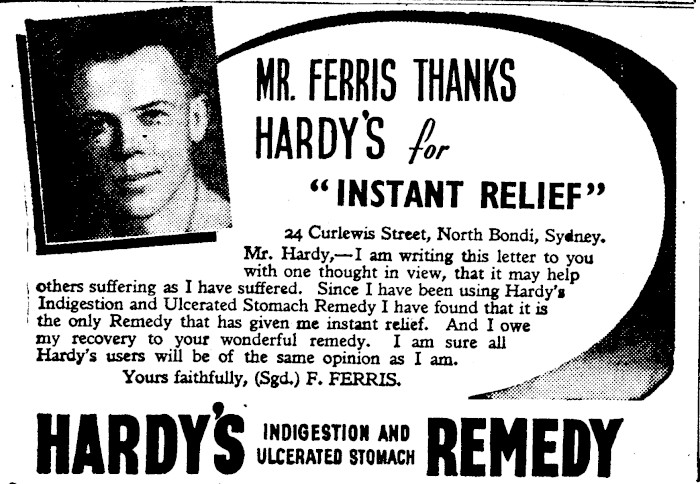 MR. FERRIS THANKS
HARDY'S for
"INSTANT RELIEF"
24 Curlewis Street, North Bondi, Sydney.
Mr. Hardy,—I am writing this letter to you
with one thought in view, that it may help
others suffering as I have suffered. Since I have been using Hardy's
Indigestion and Ulcerated Stomach Remedy I have found that it is
the only Remedy that has given me instant relief. And I owe
my recovery to your wonderful remedy. I am sure all
Hardy's users will be of the same opinion as I am.
Yours faithfully, (Sgd.) F. FERRIS.
HARDY'S INDIGESTION AND ULCERATED STOMACH REMEDY